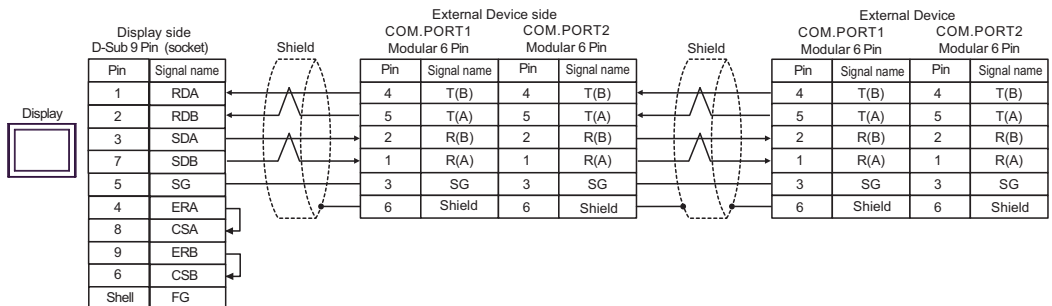 External Device side
External Device
Display side
COM.PORT1 COM.PORT2
COM.PORT1 COM.PORT2
D-Sub 9 Pin (socket)
Shield
Modular 6 Pin Modular 6 Pin
Shield
Modular 6 Pin Modular 6 Pin
Pin Signal name Pin Signal name Pin Signal name Pin Signal name Pin Signal name
1 RDA 4 T(B) 4 T(B) 4 T(B) 4 T(B)
Display
2 RDB 5 T(A) 5 T(A) 5 T(A) 5 T(A)
3 SDA 2 R(B) 2 R(B) 2 R(B) 2 R(B)
7 SDB 1 R(A) 1 R(A) 1 R(A) 1 R(A)
5 SG 3 SG 3 SG 3 SG 3 SG
4 ERA 6 Shield 6 Shield 6 Shield 6 Shield
8 CSA
9 ERB
6 CSB
Shell FG